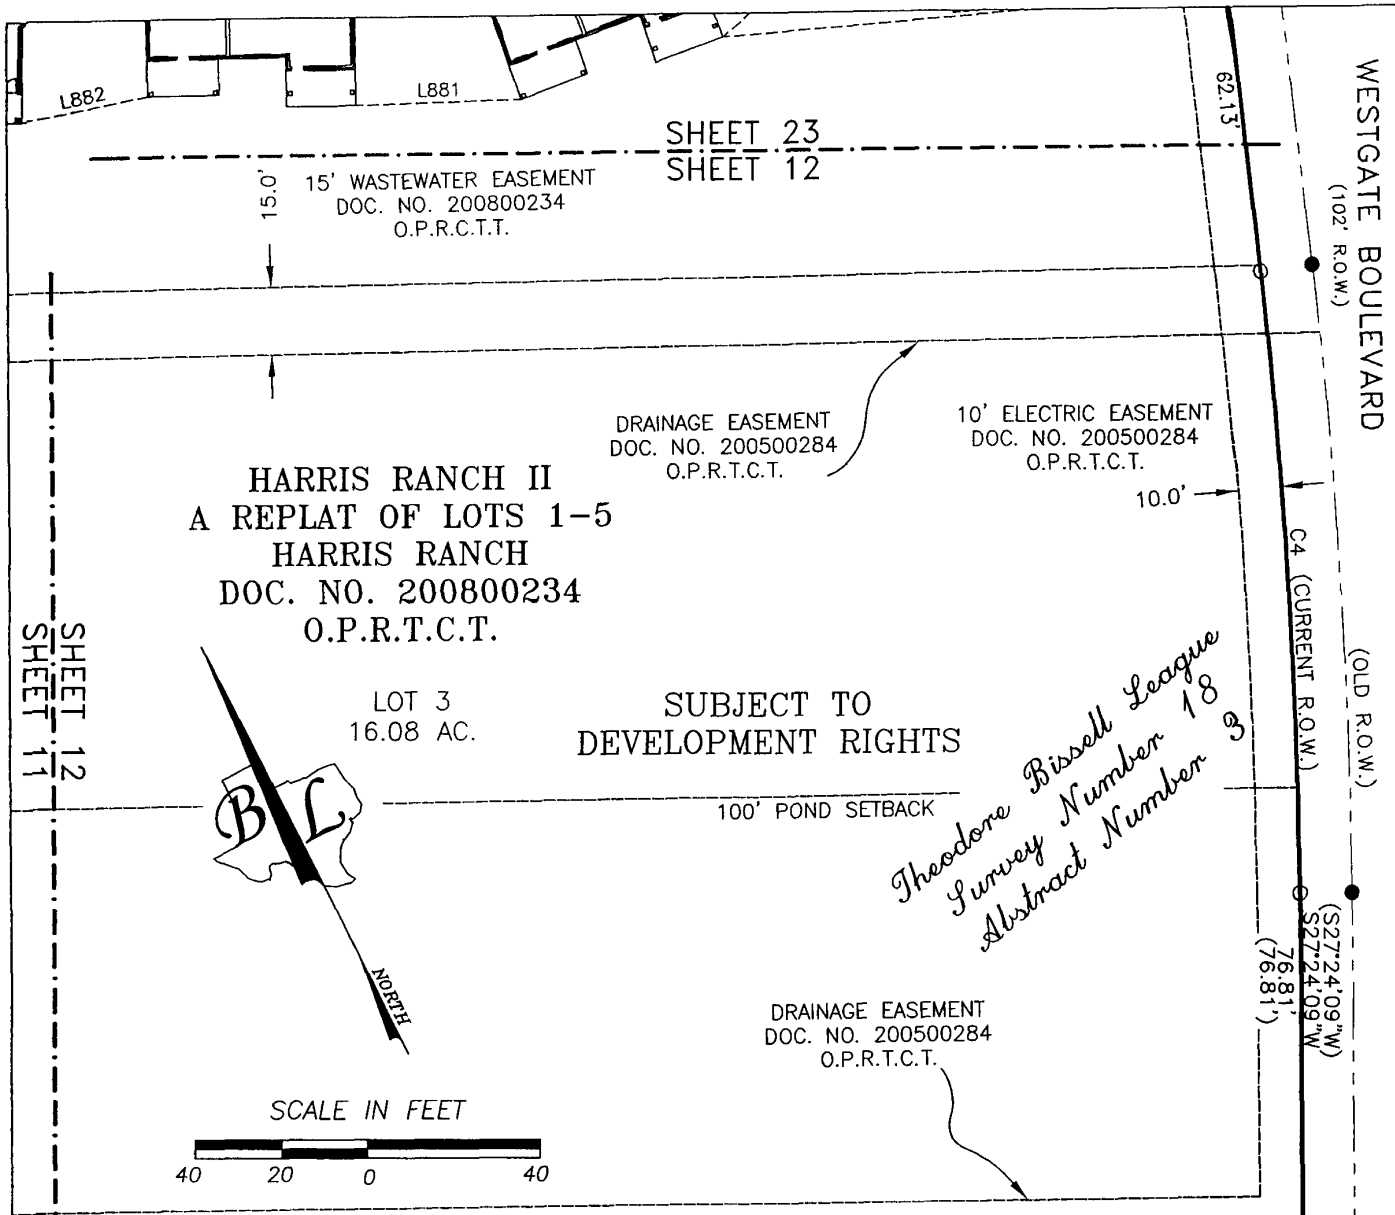 L882
L881
62.13'
WESTGATE BOULEVARD
(102' R.O.W.)
SHEET 23
SHEET 12
15.0'
15' WASTEWATER EASEMENT
DOC. NO. 200800234
O.P.R.C.T.T.
DRAINAGE EASEMENT
DOC. NO. 200500284
O.P.R.T.C.T.
10' ELECTRIC EASEMENT
DOC. NO. 200500284
O.P.R.T.C.T.
10.0'
HARRIS RANCH II
A REPLAT OF LOTS 1-5
HARRIS RANCH
DOC. NO. 200800234
O.P.R.T.C.T.
C4 (CURRENT R.O.W.)
(OLD R.O.W.)
SHEET 12
SHEET 11
LOT 3
16.08 AC.
SUBJECT TO
DEVELOPMENT RIGHTS
Theodore Bissell League
Survey Number 18
Abstract Number 3
B L
100' POND SETBACK
NORTH
(S27°24'09"W)
S27°24'09"W
76.81'
(76.81')
DRAINAGE EASEMENT
DOC. NO. 200500284
O.P.R.T.C.T.
SCALE IN FEET
40 20 0 40